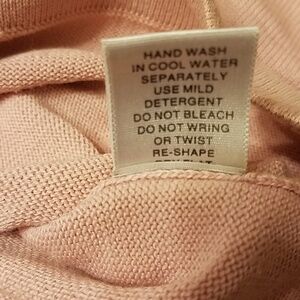 HAND WASH
IN COOL WATER
SEPARATELY
USE MILD
DETERGENT
DO NOT BLEACH
DO NOT WRING
OR TWIST
RE-SHAPE